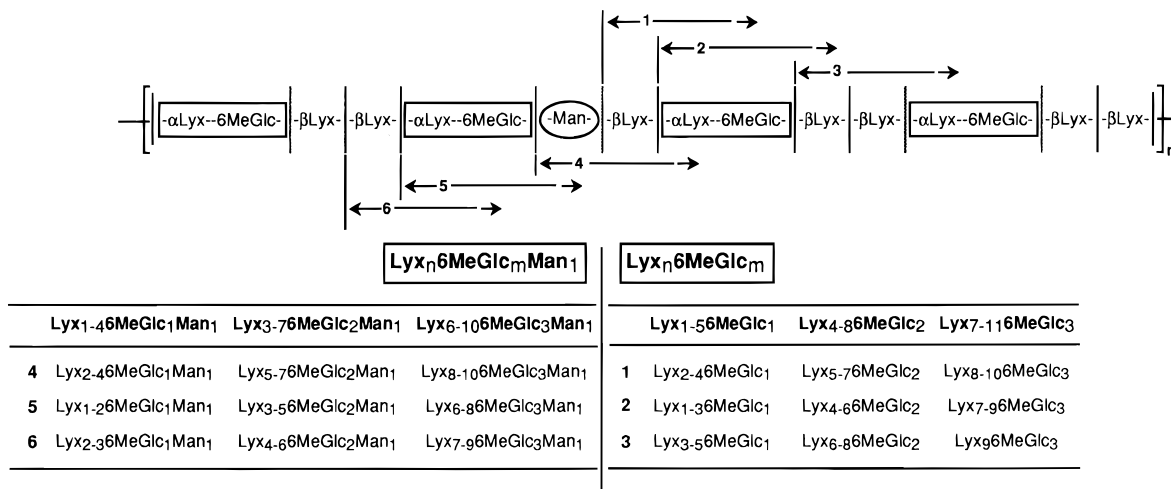 1
2
3
-αLyx--6MeGlc- -βLyx- -βLyx- -αLyx--6MeGlc- -Man- -βLyx- -αLyx--6MeGlc- -βLyx- -βLyx- -αLyx--6MeGlc- -βLyx- -βLyx- n
4
5
6
Lyxn6MeGlcmMan1 Lyxn6MeGlcm
Lyx1-46MeGlc1Man1 Lyx3-76MeGlc2Man1 Lyx6-106MeGlc3Man1 Lyx1-56MeGlc1 Lyx4-86MeGlc2 Lyx7-116MeGlc3
4 Lyx2-46MeGlc1Man1 Lyx5-76MeGlc2Man1 Lyx8-106MeGlc3Man1 1 Lyx2-46MeGlc1 Lyx5-76MeGlc2 Lyx8-106MeGlc3
5 Lyx1-26MeGlc1Man1 Lyx3-56MeGlc2Man1 Lyx6-86MeGlc3Man1 2 Lyx1-36MeGlc1 Lyx4-66MeGlc2 Lyx7-96MeGlc3
6 Lyx2-36MeGlc1Man1 Lyx4-66MeGlc2Man1 Lyx7-96MeGlc3Man1 3 Lyx3-56MeGlc1 Lyx6-86MeGlc2 Lyx96MeGlc3